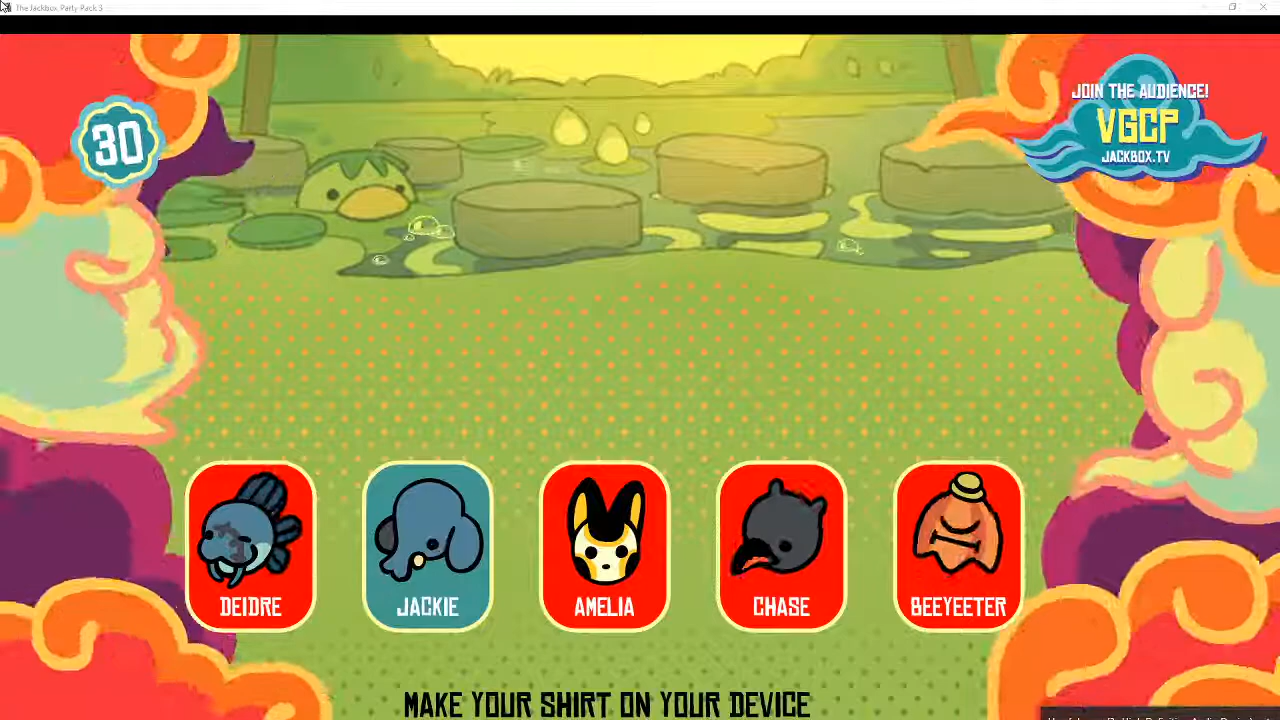 The Jackbox Party Pack 3
30
JOIN THE AUDIENCE!
VGCP
JACKBOX.TV
DEIDRE
JACKIE
AMELIA
CHASE
BEEYEETER
MAKE YOUR SHIRT ON YOUR DEVICE